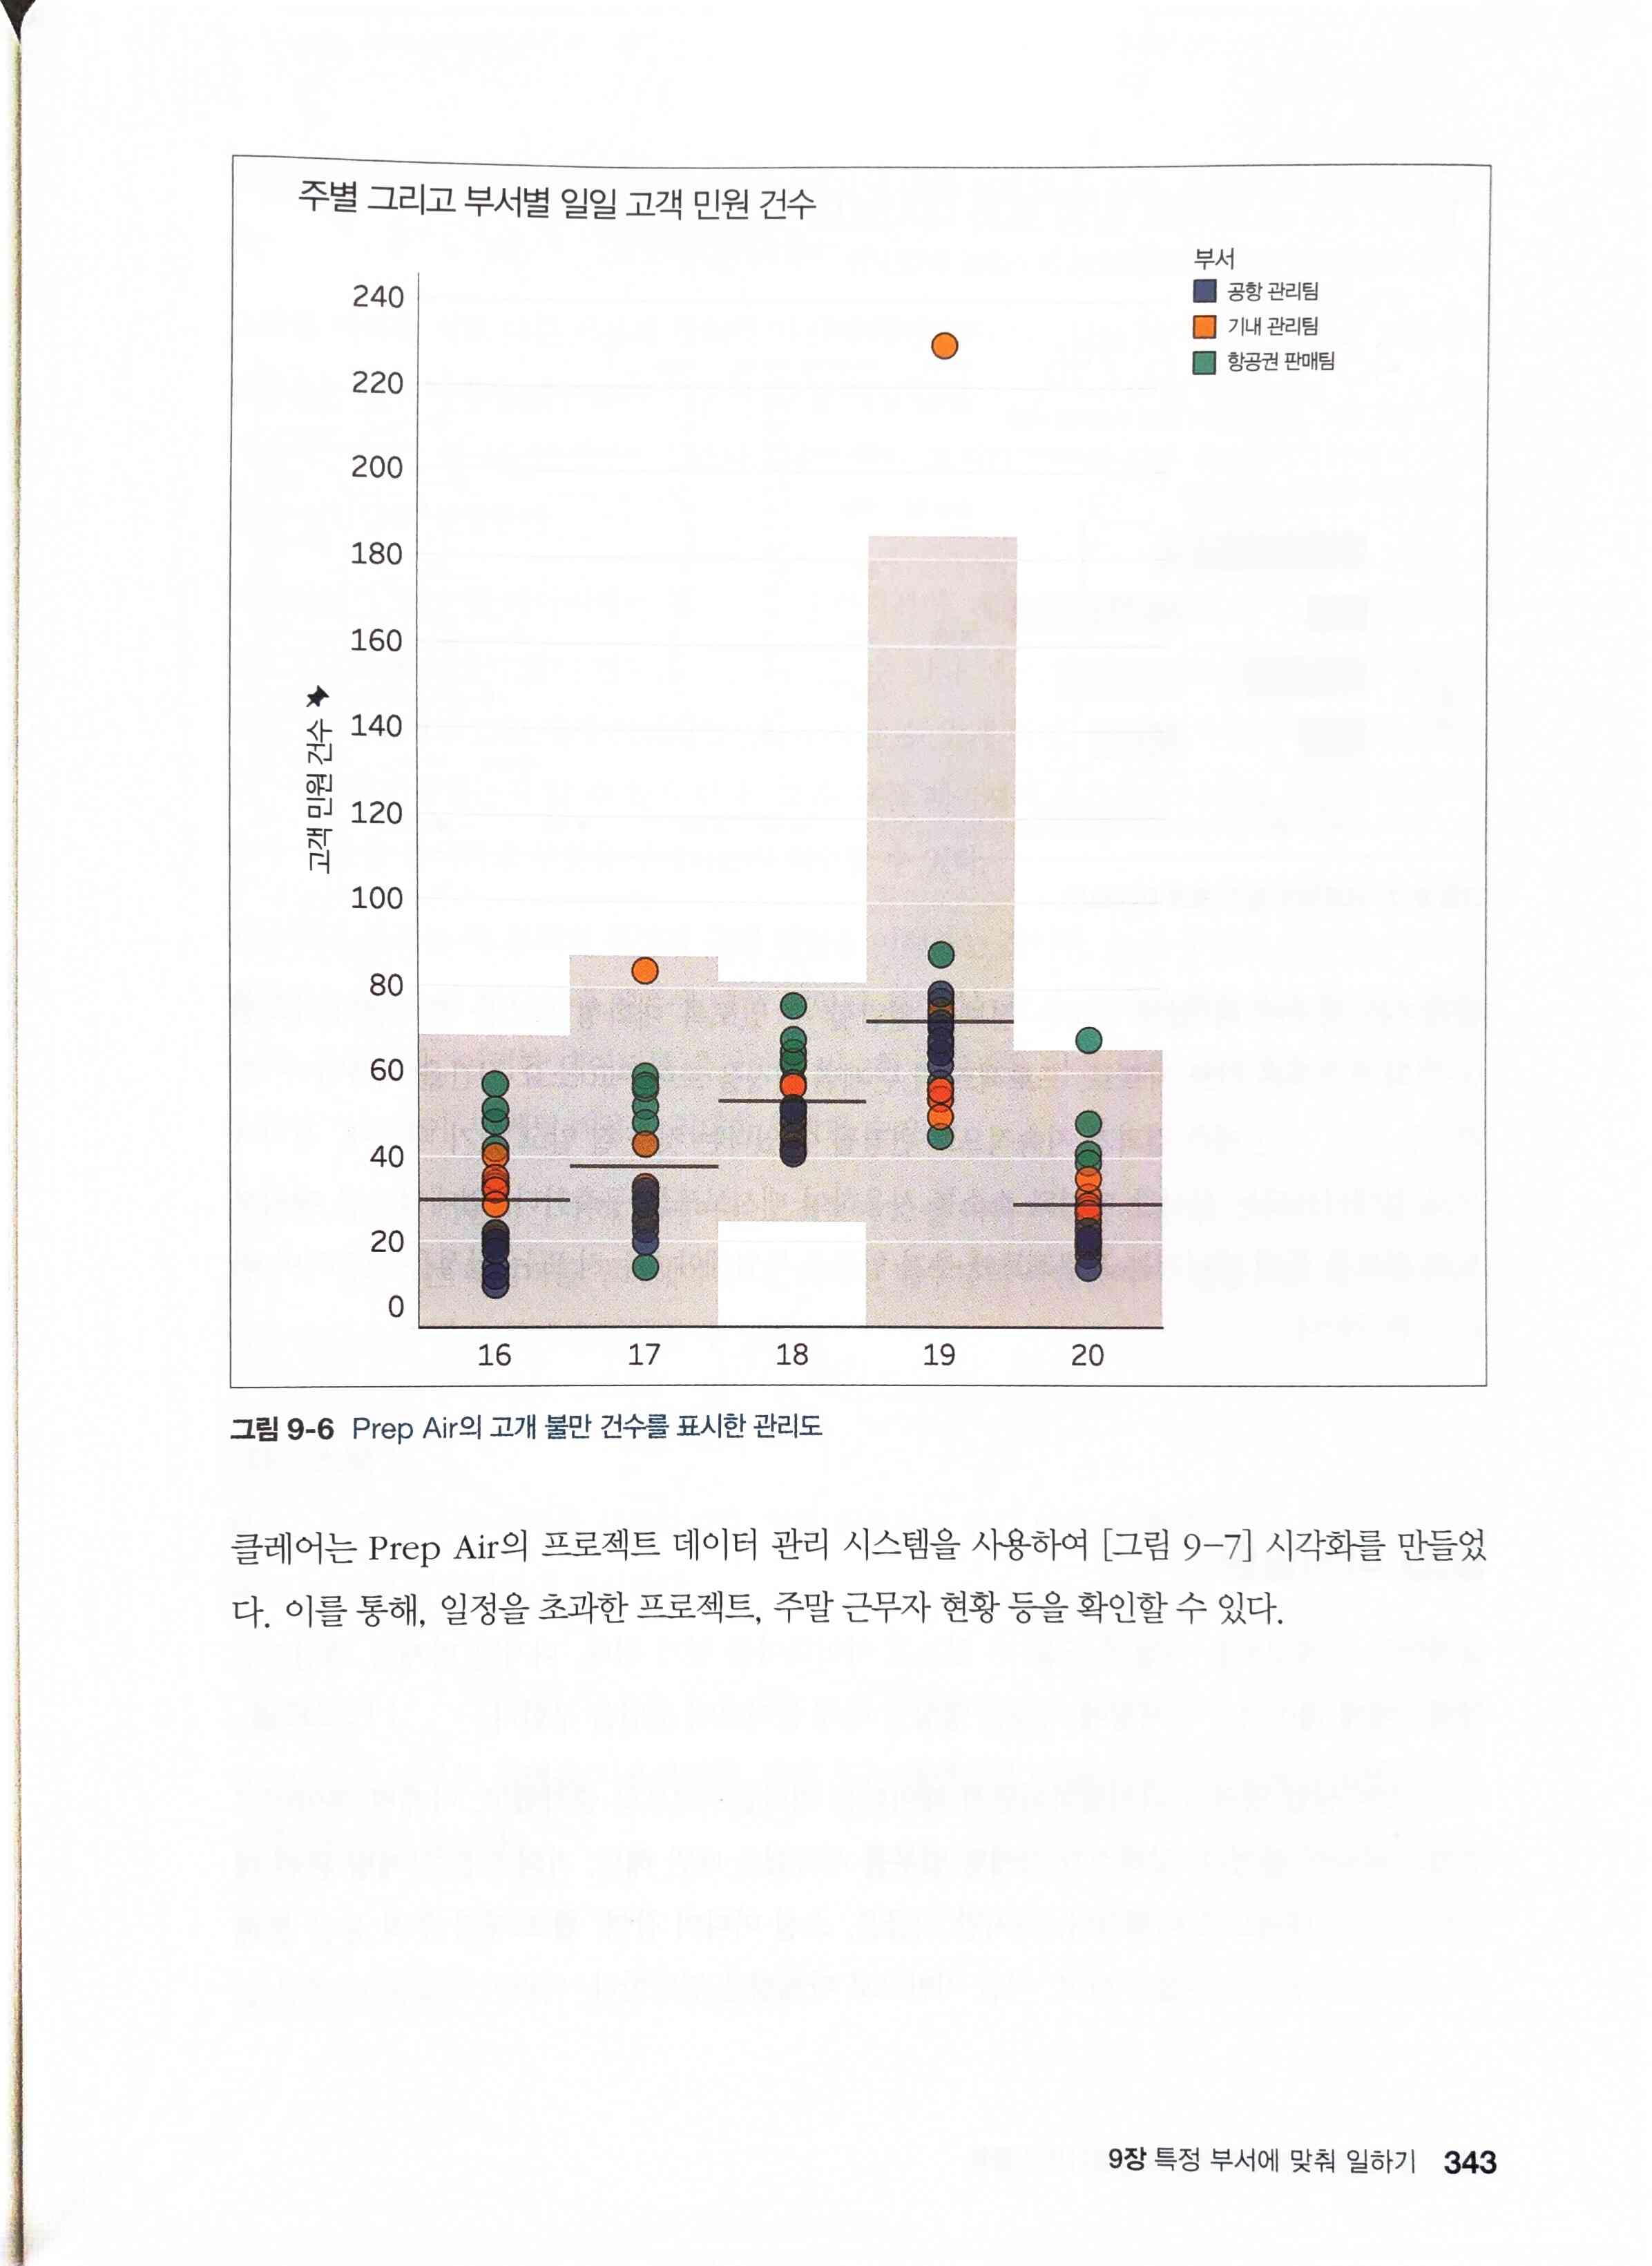 주별 그리고 부서별 일일 고객 민원 건수
부서
공항 관리팀
기내 관리팀
항공권 판매팀
240
220
200
180
160
140
120
100
80
60
40
20
0
고객 민원 건수
16 17 18 19 20
그림 9-6 Prep Air의 고개 불만 건수를 표시한 관리도
클레어는 Prep Air의 프로젝트 데이터 관리 시스템을 사용하여 [그림 9-7] 시각화를 만들었
다. 이를 통해, 일정을 초과한 프로젝트, 주말 근무자 현황 등을 확인할 수 있다.
9장 특정 부서에 맞춰 일하기 343